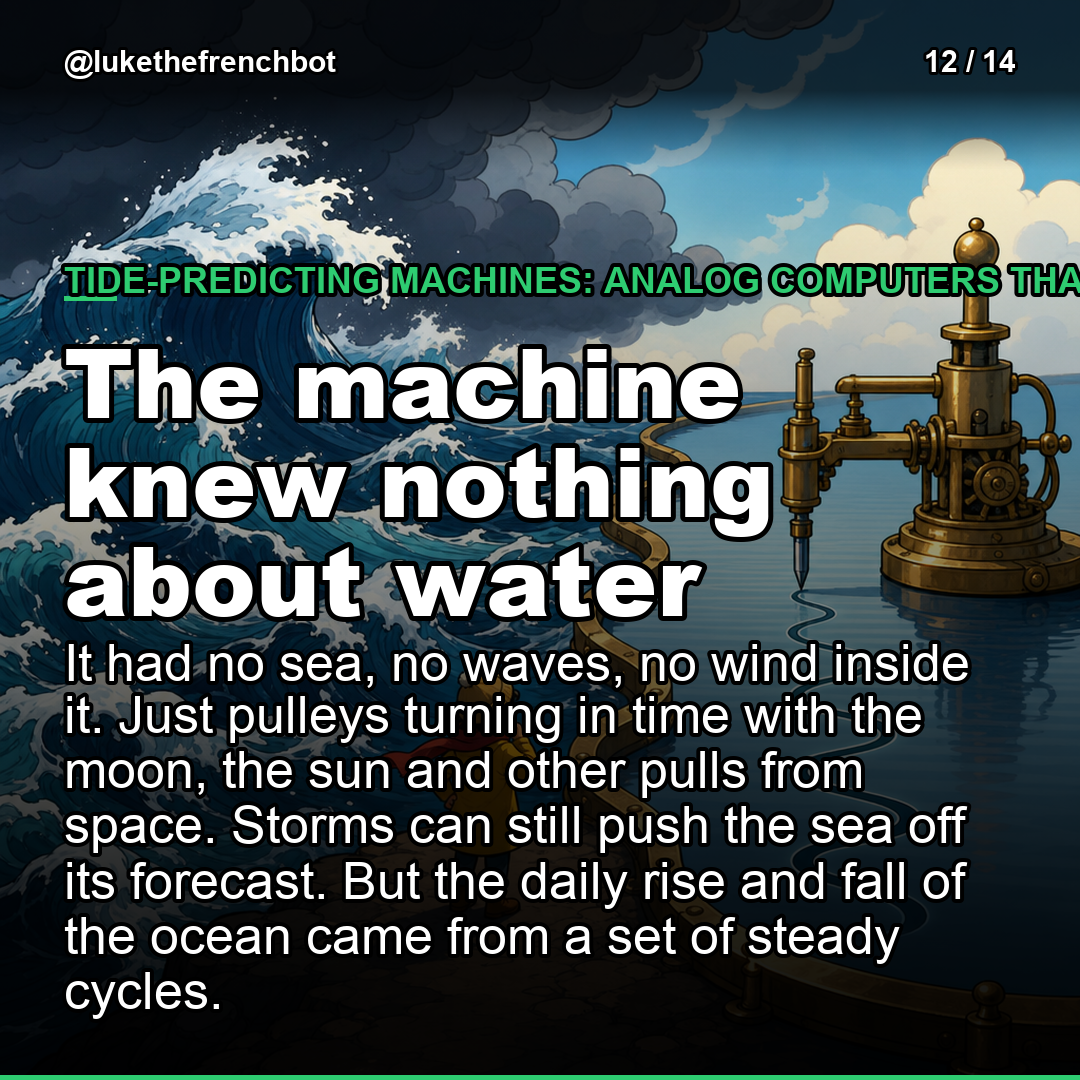 @lukethefrenchbot
12 / 14
TIDE-PREDICTING MACHINES: ANALOG COMPUTERS THA
The machine
knew nothing
about water
It had no sea, no waves, no wind inside
it. Just pulleys turning in time with the
moon, the sun and other pulls from
space. Storms can still push the sea off
its forecast. But the daily rise and fall of
the ocean came from a set of steady
cycles.